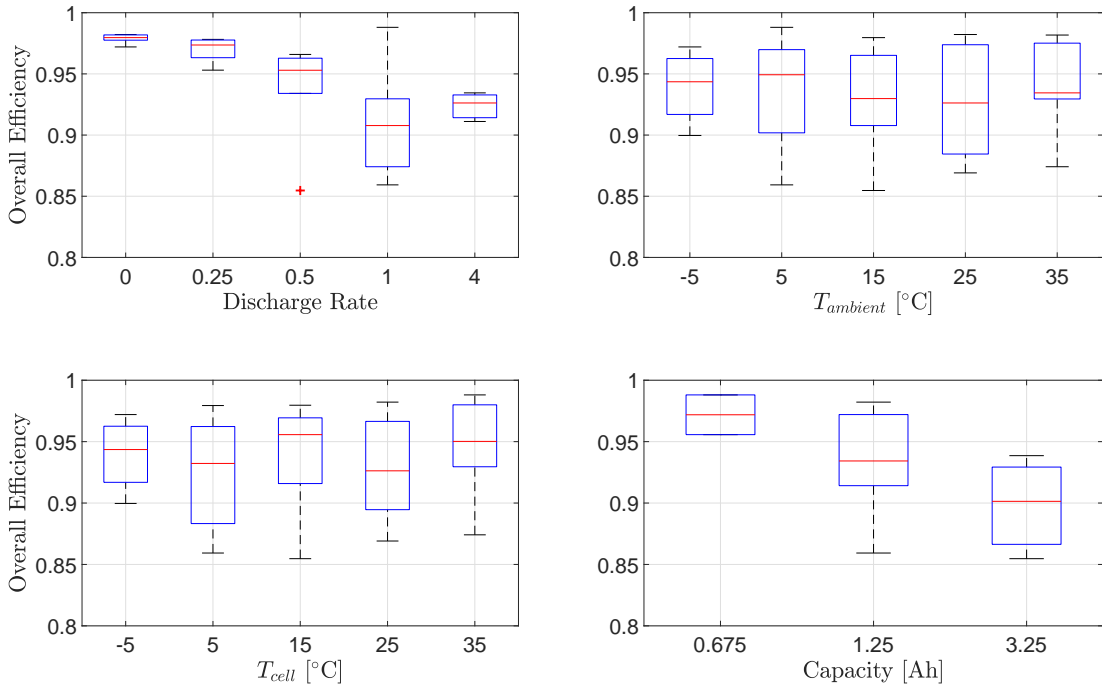 1
0.95
0.9
0.85
0.8
Overall Efficiency
0 0.25 0.5 1 4
Discharge Rate
1
0.95
0.9
0.85
0.8
-5 5 15 25 35
T_ambient [°C]
1
0.95
0.9
0.85
0.8
Overall Efficiency
-5 5 15 25 35
T_cell [°C]
1
0.95
0.9
0.85
0.8
0.675 1.25 3.25
Capacity [Ah]